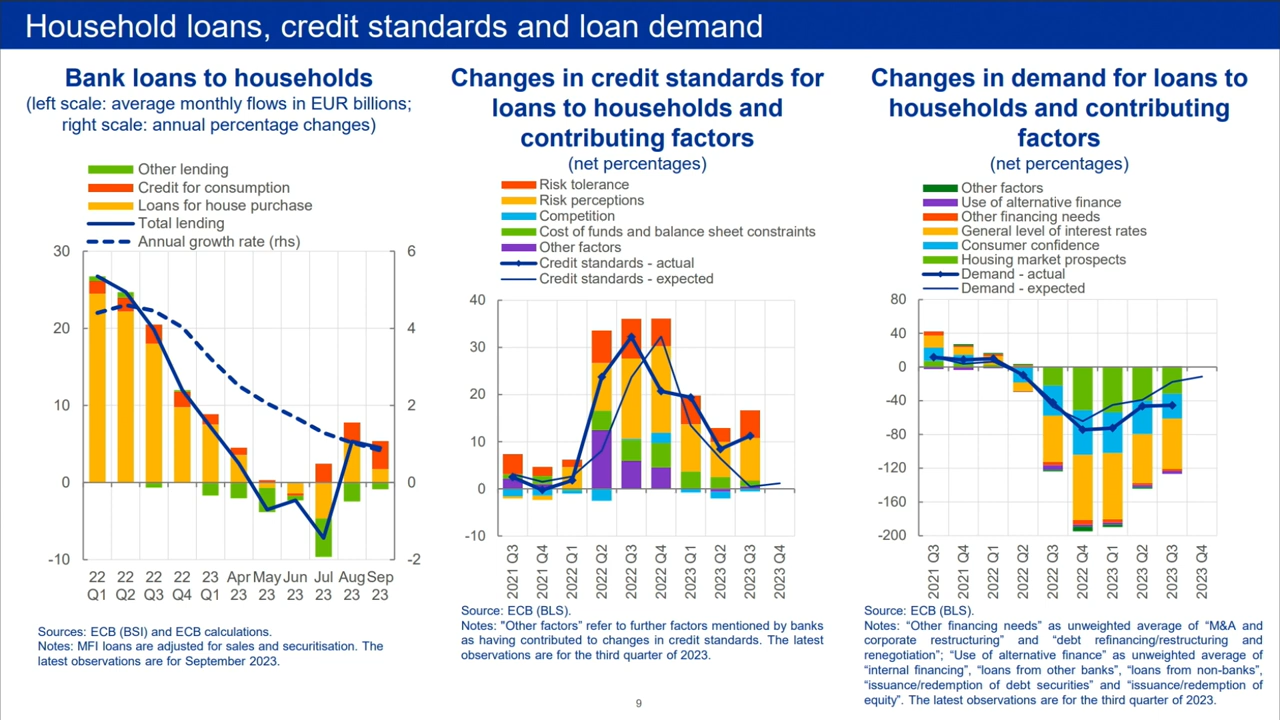 Household loans, credit standards and loan demand
Bank loans to households
(left scale: average monthly flows in EUR billions;
right scale: annual percentage changes)
Other lending
Credit for consumption
Loans for house purchase
Total lending
Annual growth rate (rhs)
30
20
10
0
-10
6
4
2
0
-2
22 22 22 22 23 Apr May Jun Jul Aug Sep
Q1 Q2 Q3 Q4 Q1 23 23 23 23 23 23
Sources: ECB (BSI) and ECB calculations.
Notes: MFI loans are adjusted for sales and securitisation. The
latest observations are for September 2023.
Changes in credit standards for
loans to households and
contributing factors
(net percentages)
Risk tolerance
Risk perceptions
Competition
Cost of funds and balance sheet constraints
Other factors
Credit standards - actual
Credit standards - expected
40
30
20
10
0
-10
2021 Q3
2021 Q4
2022 Q1
2022 Q2
2022 Q3
2022 Q4
2023 Q1
2023 Q2
2023 Q3
2023 Q4
Source: ECB (BLS).
Notes: "Other factors" refer to further factors mentioned by banks
as having contributed to changes in credit standards. The latest
observations are for the third quarter of 2023.
Changes in demand for loans to
households and contributing
factors
(net percentages)
Other factors
Use of alternative finance
Other financing needs
General level of interest rates
Consumer confidence
Housing market prospects
Demand - actual
Demand - expected
80
40
0
-40
-80
-120
-160
-200
2021 Q3
2021 Q4
2022 Q1
2022 Q2
2022 Q3
2022 Q4
2023 Q1
2023 Q2
2023 Q3
2023 Q4
Source: ECB (BLS).
Notes: “Other financing needs” as unweighted average of “M&A and
corporate restructuring” and “debt refinancing/restructuring and
renegotiation”; “Use of alternative finance” as unweighted average of
“internal financing”, “loans from other banks”, “loans from non-banks”,
“issuance/redemption of debt securities” and “issuance/redemption of
equity”. The latest observations are for the third quarter of 2023.
9